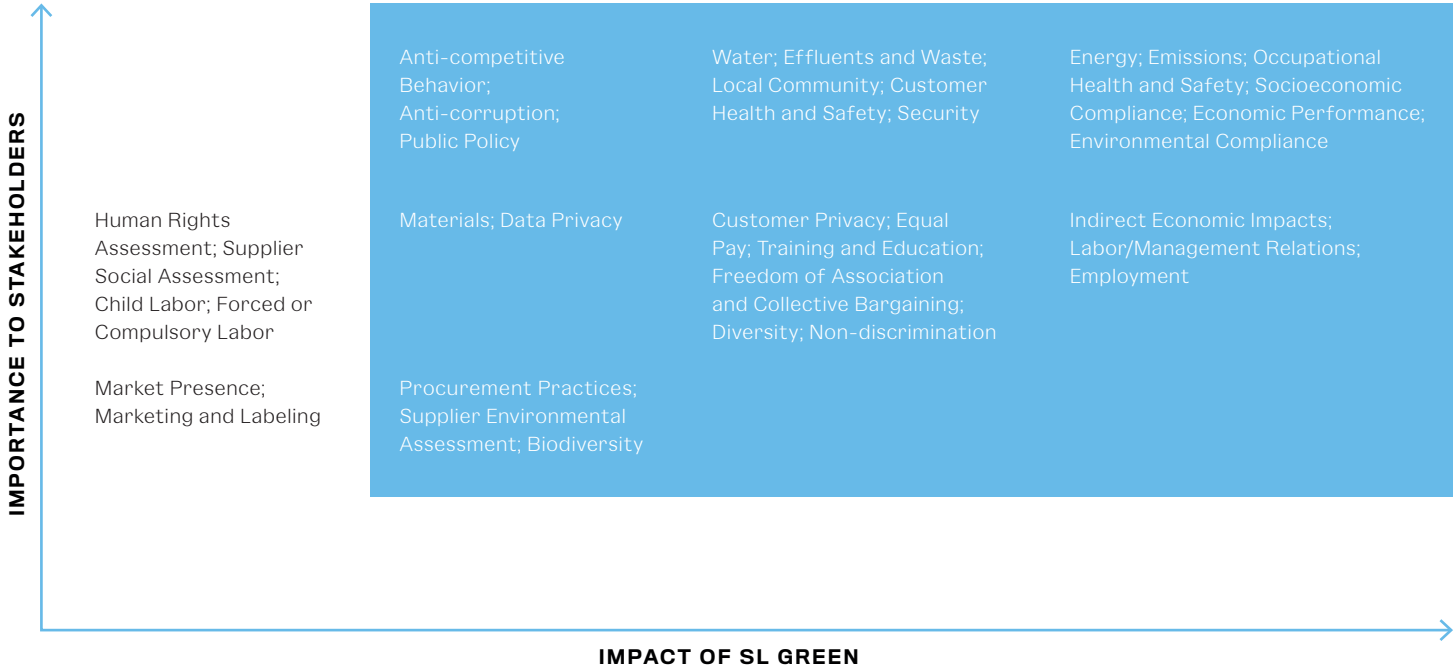 IMPORTANCE TO STAKEHOLDERS
Anti-competitive
Behavior;
Anti-corruption;
Public Policy
Water; Effluents and Waste;
Local Community; Customer
Health and Safety; Security
Energy; Emissions; Occupational
Health and Safety; Socioeconomic
Compliance; Economic Performance;
Environmental Compliance
Human Rights
Assessment; Supplier
Social Assessment;
Child Labor; Forced or
Compulsory Labor
Materials; Data Privacy
Customer Privacy; Equal
Pay; Training and Education;
Freedom of Association
and Collective Bargaining;
Diversity; Non-discrimination
Indirect Economic Impacts;
Labor/Management Relations;
Employment
Market Presence;
Marketing and Labeling
Procurement Practices;
Supplier Environmental
Assessment; Biodiversity
IMPACT OF SL GREEN